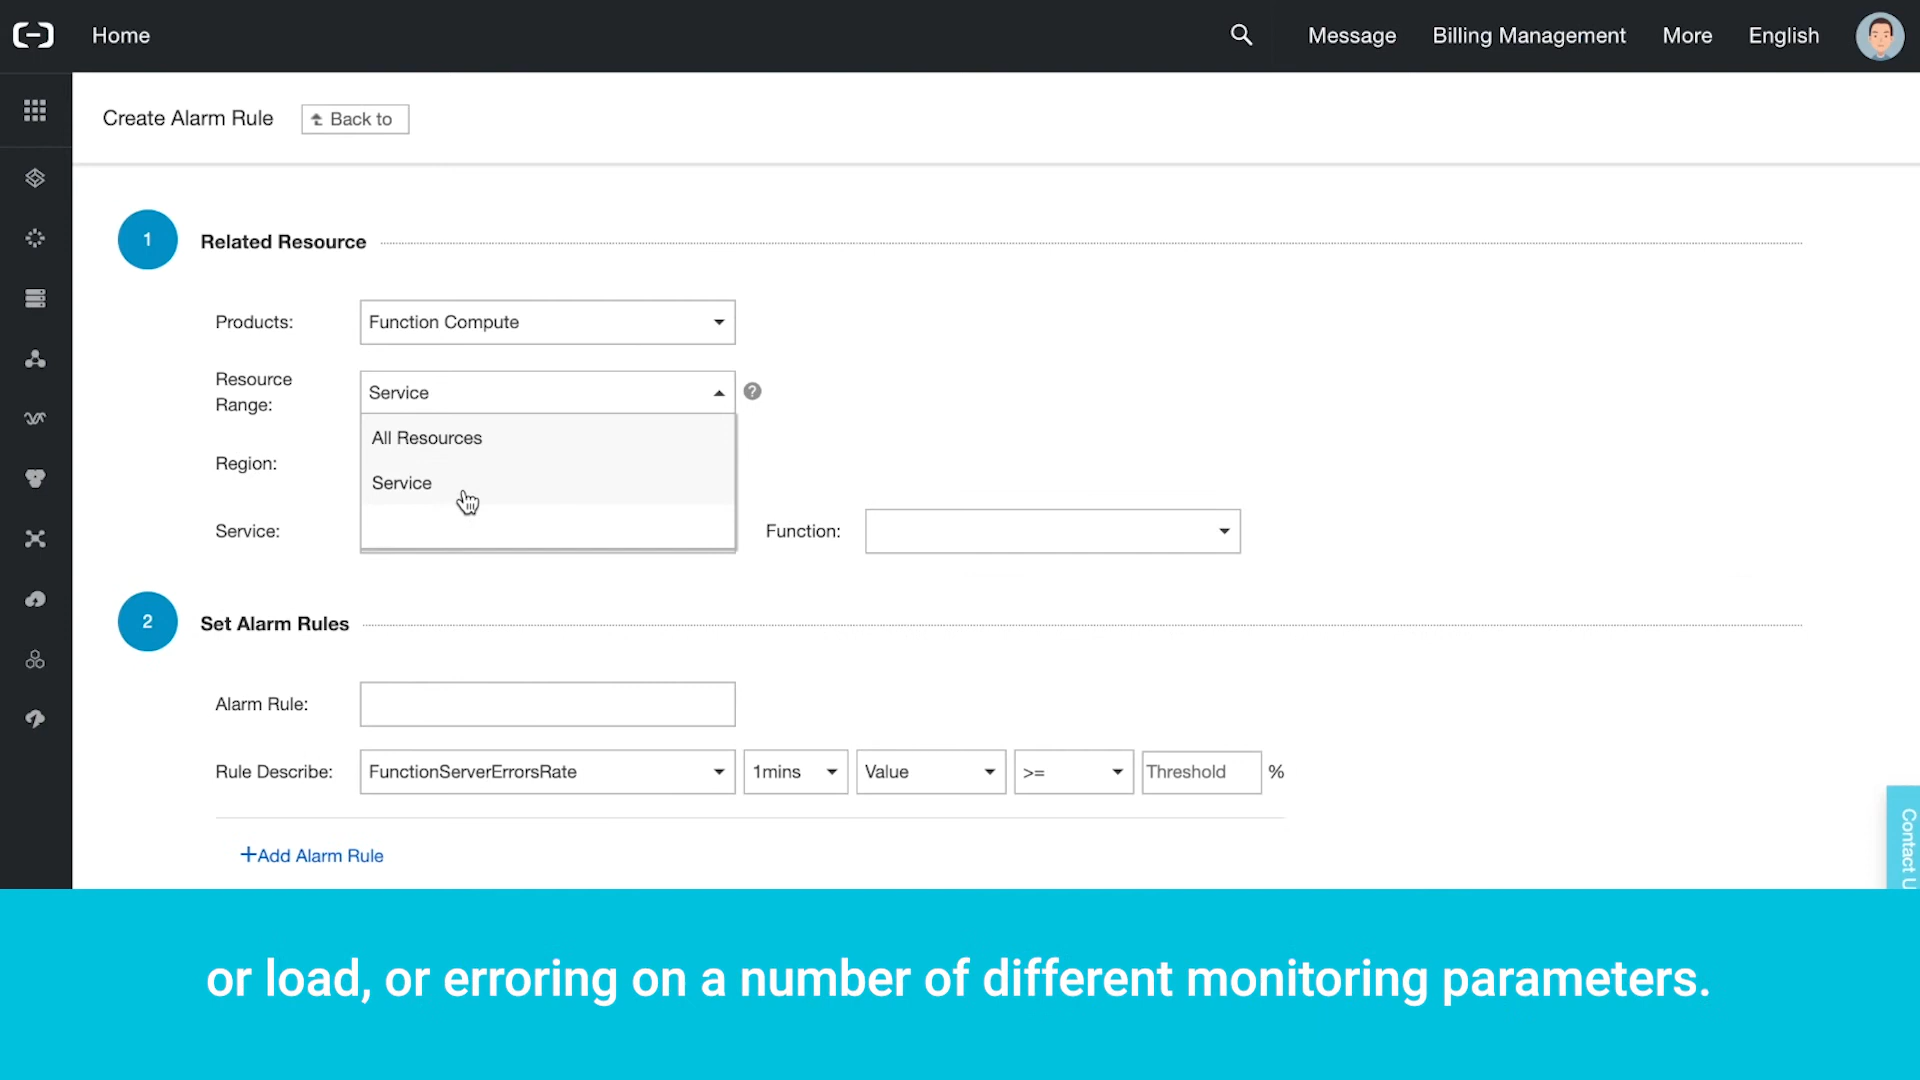 Home
Message
Billing Management
More
English
Create Alarm Rule
Back to
1
Related Resource
Products:
Function Compute
Resource
Range:
Service
?
All Resources
Region:
Service
Service:
Function:
2
Set Alarm Rules
Alarm Rule:
Rule Describe:
FunctionServerErrorsRate
1mins
Value
>=
Threshold
%
+Add Alarm Rule
Contact U
or load, or erroring on a number of different monitoring parameters.